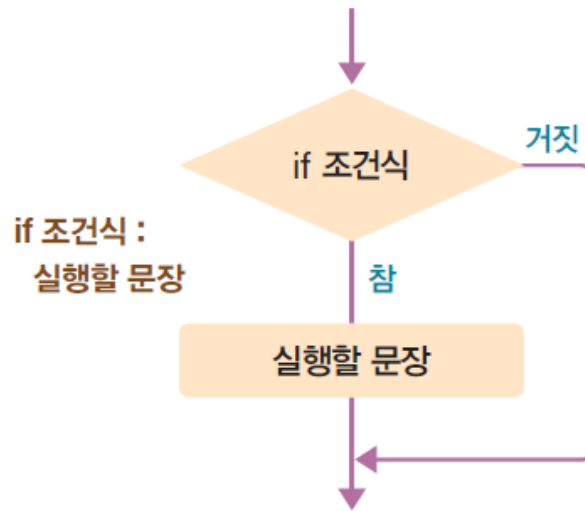 if 조건식
거짓
if 조건식 :
실행할 문장
참
실행할 문장